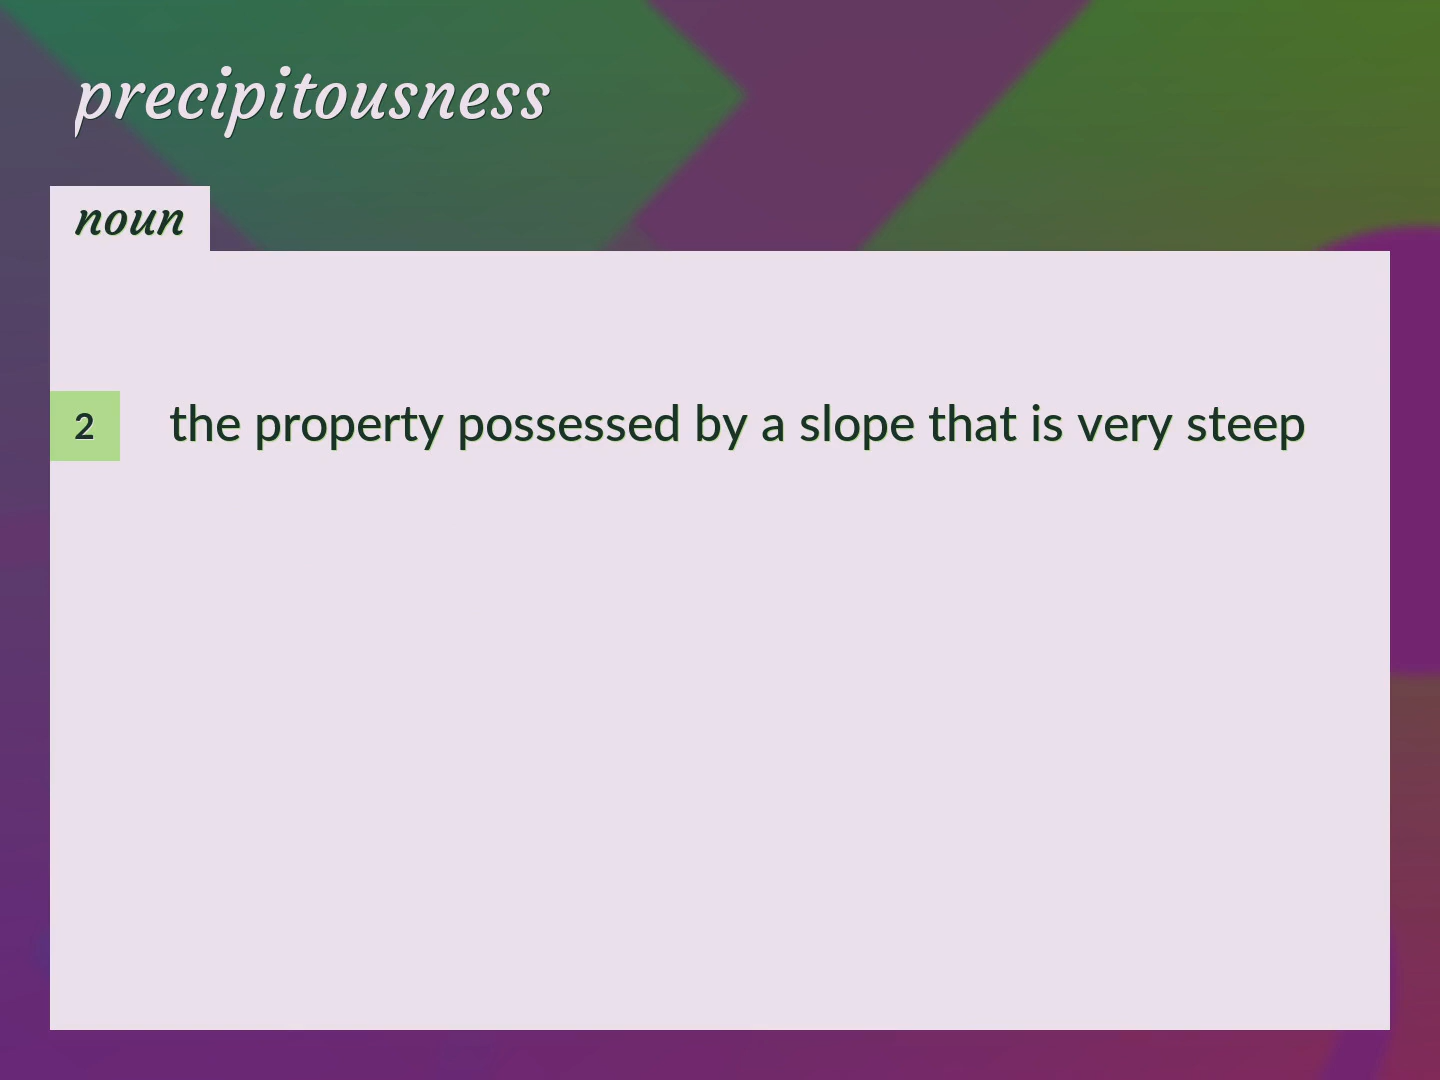 precipitousness
noun
2
the property possessed by a slope that is very steep